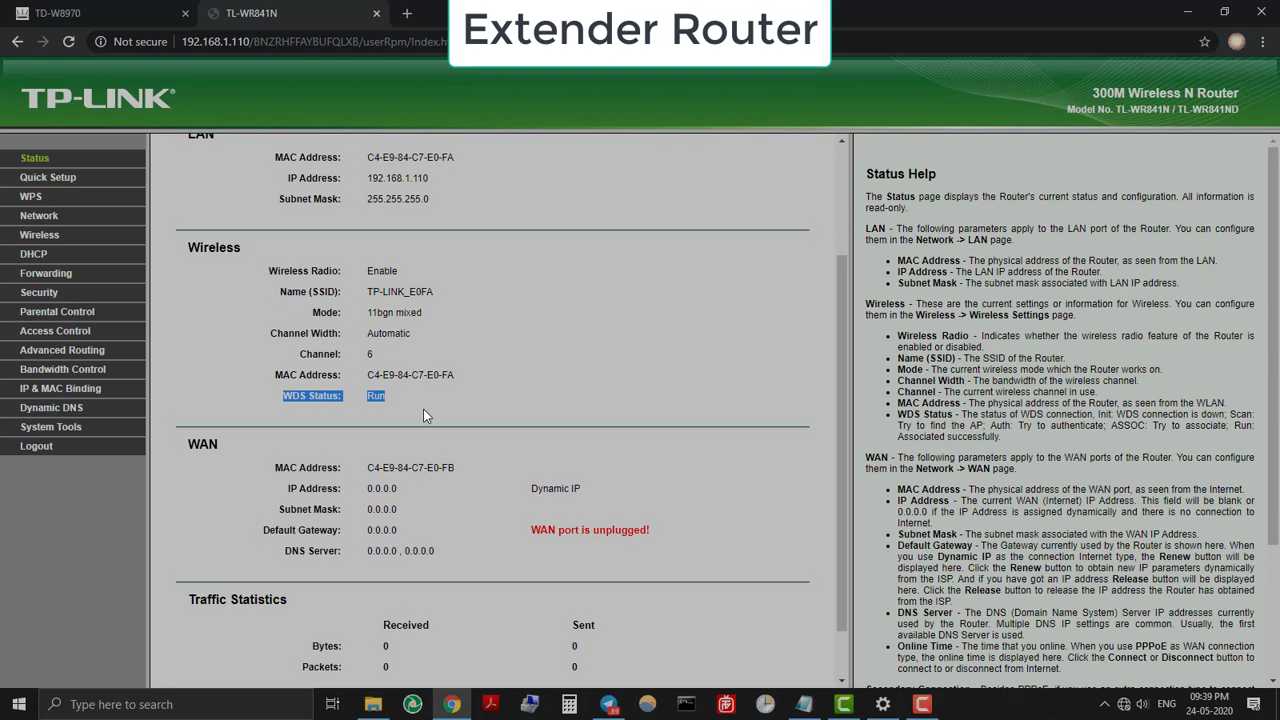 TD-W8970
TL-WR841N
Extender Router
Not secure
192.168.1.110/BNZRHFFAYBUFQLXB/userRpm/Index.h
TP-LINK®
300M Wireless N Router
Model No. TL-WR841N / TL-WR841ND
Status
Quick Setup
WPS
Network
Wireless
DHCP
Forwarding
Security
Parental Control
Access Control
Advanced Routing
Bandwidth Control
IP & MAC Binding
Dynamic DNS
System Tools
Logout
LAN
MAC Address: C4-E9-84-C7-E0-FA
IP Address: 192.168.1.110
Subnet Mask: 255.255.255.0
Wireless
Wireless Radio: Enable
Name (SSID): TP-LINK_E0FA
Mode: 11bgn mixed
Channel Width: Automatic
Channel: 6
MAC Address: C4-E9-84-C7-E0-FA
WDS Status: Run
WAN
MAC Address: C4-E9-84-C7-E0-FB
IP Address: 0.0.0.0 Dynamic IP
Subnet Mask: 0.0.0.0
Default Gateway: 0.0.0.0 WAN port is unplugged!
DNS Server: 0.0.0.0 , 0.0.0.0
Traffic Statistics
Received Sent
Bytes: 0 0
Packets: 0 0
Status Help
The Status page displays the Router's current status and configuration. All information is
read-only.
LAN - The following parameters apply to the LAN port of the Router. You can configure
them in the Network -> LAN page.
• MAC Address - The physical address of the Router, as seen from the LAN.
• IP Address - The LAN IP address of the Router.
• Subnet Mask - The subnet mask associated with LAN IP address.
Wireless - These are the current settings or information for Wireless. You can configure
them in the Wireless -> Wireless Settings page.
• Wireless Radio - Indicates whether the wireless radio feature of the Router is
enabled or disabled.
• Name (SSID) - The SSID of the Router.
• Mode - The current wireless mode which the Router works on.
• Channel Width - The bandwidth of the wireless channel.
• Channel - The current wireless channel in use.
• MAC Address - The physical address of the Router, as seen from the WLAN.
• WDS Status - The status of WDS connection, Init: WDS connection is down; Scan:
Try to find the AP; Auth: Try to authenticate; ASSOC: Try to associate; Run:
Associated successfully.
WAN - The following parameters apply to the WAN ports of the Router. You can configure
them in the Network -> WAN page.
• MAC Address - The physical address of the WAN port, as seen from the Internet.
• IP Address - The current WAN (Internet) IP Address. This field will be blank or
0.0.0.0 if the IP Address is assigned dynamically and there is no connection to
Internet.
• Subnet Mask - The subnet mask associated with the WAN IP Address.
• Default Gateway - The Gateway currently used by the Router is shown here. When
you use Dynamic IP as the connection Internet type, the Renew button will be
displayed here. Click the Renew button to obtain new IP parameters dynamically
from the ISP. And if you have got an IP address Release button will be displayed
here. Click the Release button to release the IP address the Router has obtained
from the ISP.
• DNS Server - The DNS (Domain Name System) Server IP addresses currently
used by the Router. Multiple DNS IP settings are common. Usually, the first
available DNS Server is used.
• Online Time - The time that you online. When you use PPPoE as WAN connection
type, the online time is displayed here. Click the Connect or Disconnect button to
connect to or disconnect from Internet.
Type here to search
ENG
09:39 PM
24-05-2020